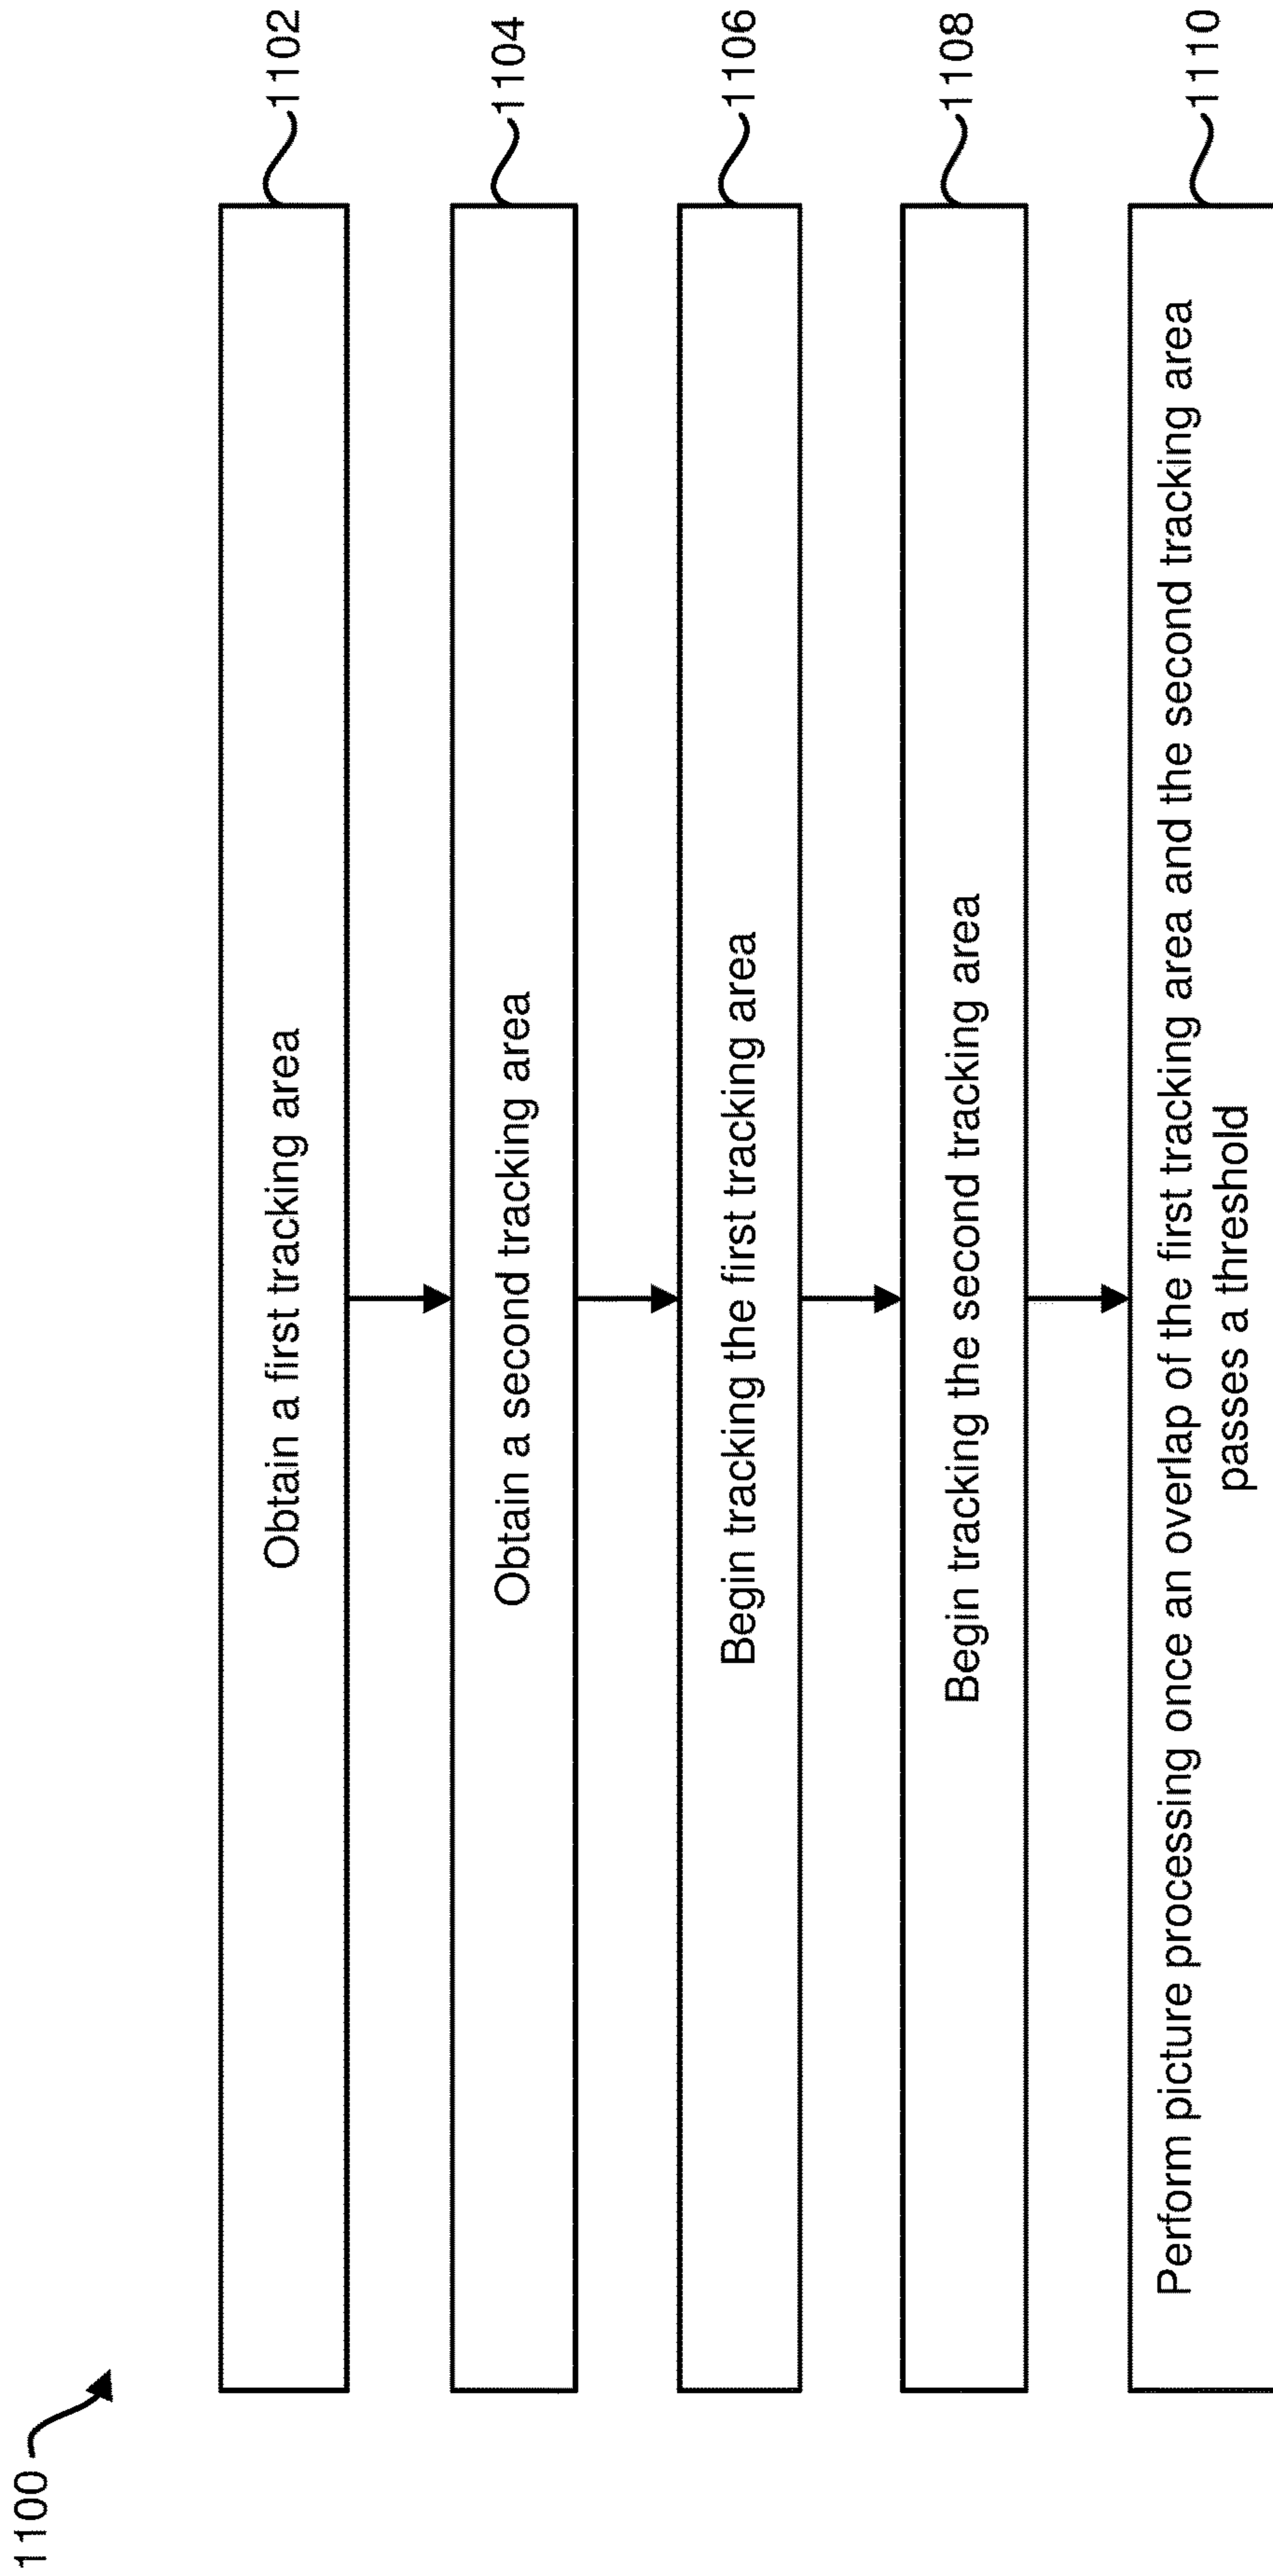 1100
Obtain a first tracking area
1102
Obtain a second tracking area
1104
Begin tracking the first tracking area
1106
Begin tracking the second tracking area
1108
Perform picture processing once an overlap of the first tracking area and the second tracking area
passes a threshold
1110